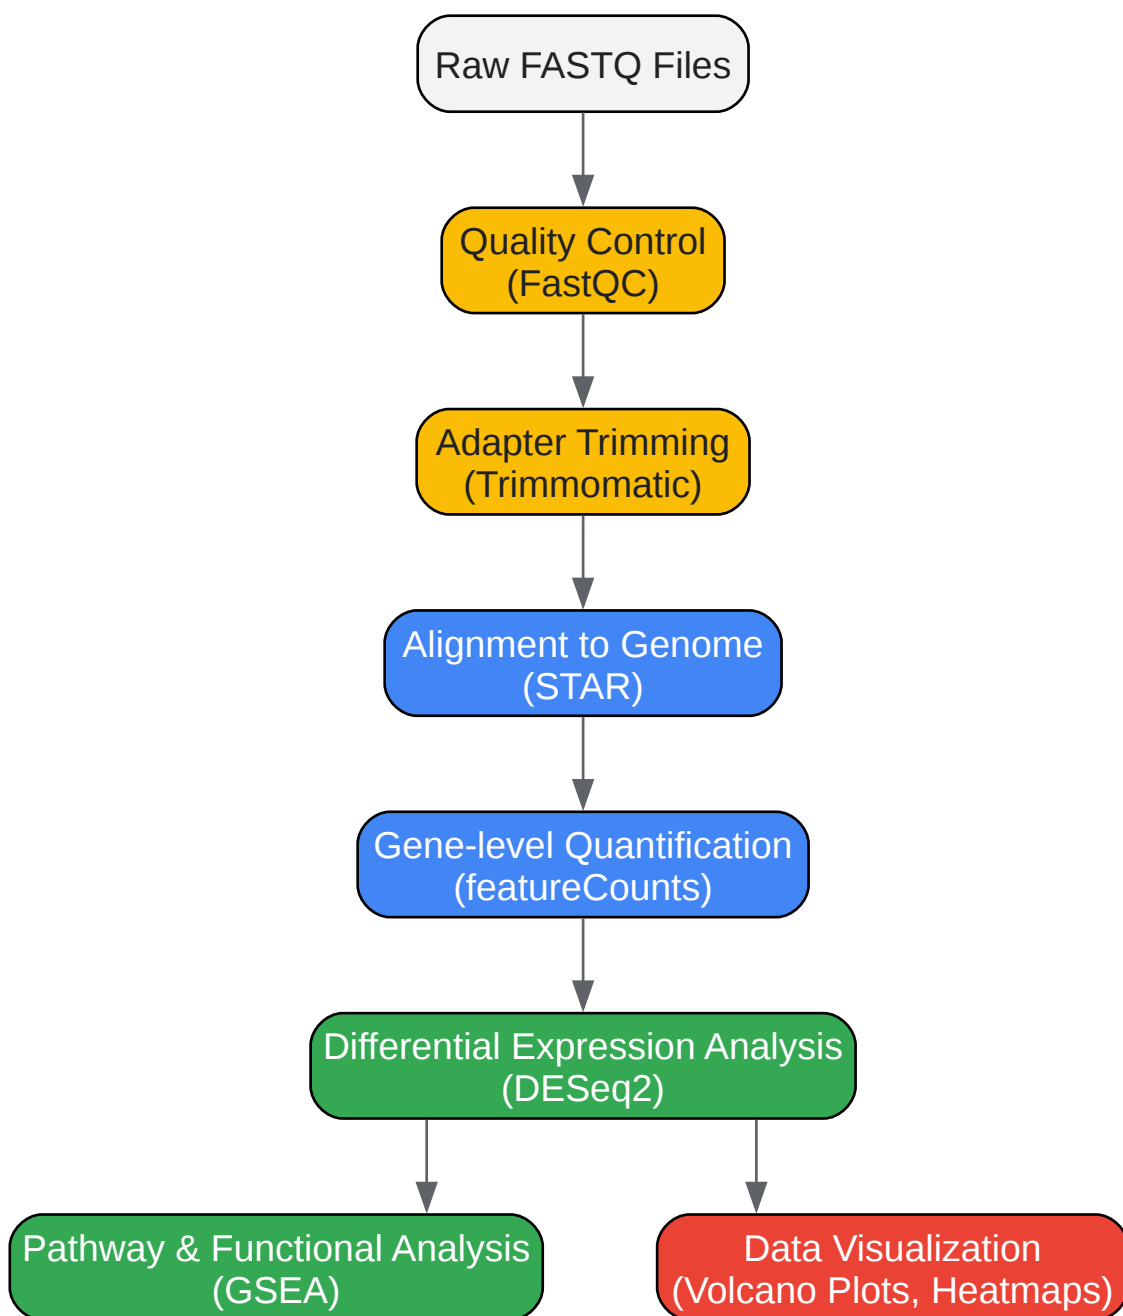 Raw FASTQ Files
Quality Control
(FastQC)
Adapter Trimming
(Trimmomatic)
Alignment to Genome
(STAR)
Gene-level Quantification
(featureCounts)
Differential Expression Analysis
(DESeq2)
Pathway & Functional Analysis
(GSEA)
Data Visualization
(Volcano Plots, Heatmaps)